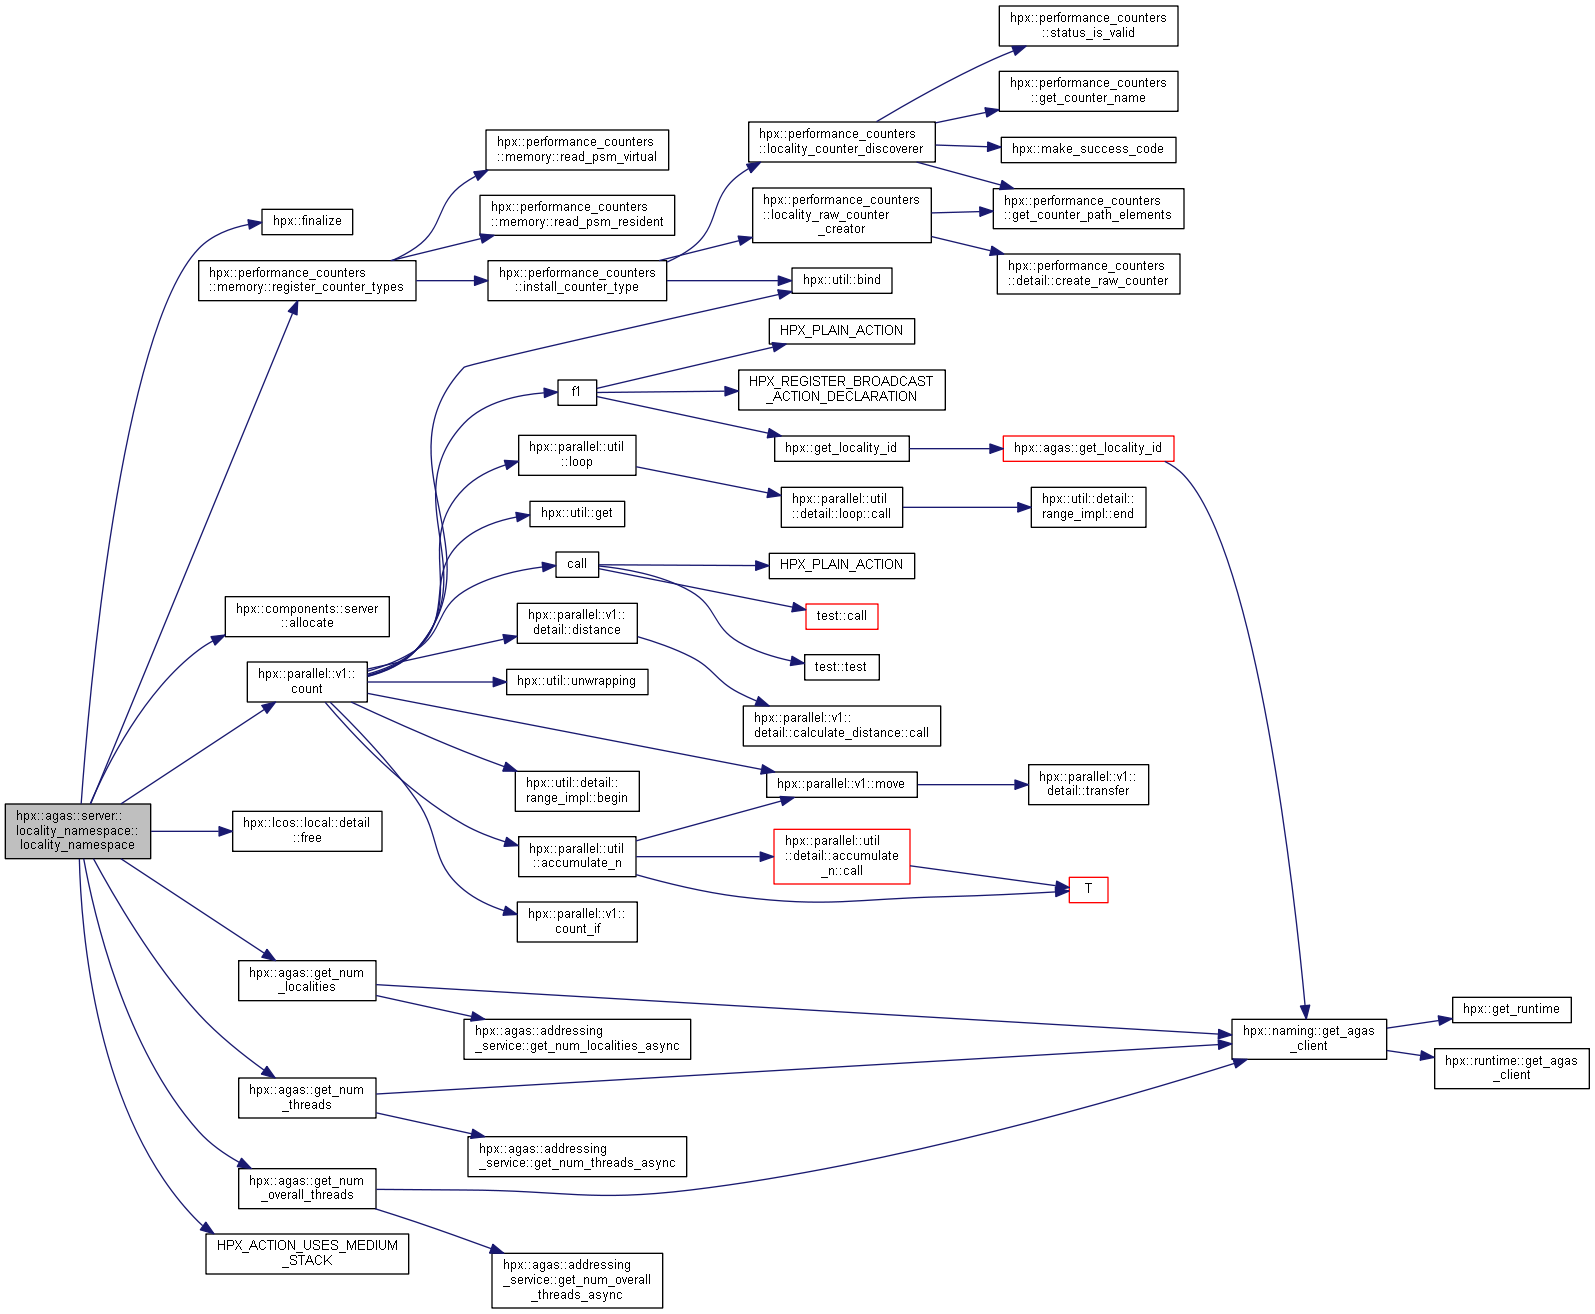 hpx::performance_counters
::status_is_valid
hpx::performance_counters
::get_counter_name
hpx::performance_counters
::locality_counter_discoverer
hpx::make_success_code
hpx::performance_counters
::memory::read_psm_virtual
hpx::performance_counters
::get_counter_path_elements
hpx::performance_counters
::locality_raw_counter
_creator
hpx::performance_counters
::memory::read_psm_resident
hpx::finalize
hpx::performance_counters
::memory::register_counter_types
hpx::performance_counters
::install_counter_type
hpx::util::bind
hpx::performance_counters
::detail::create_raw_counter
HPX_PLAIN_ACTION
f1
HPX_REGISTER_BROADCAST
_ACTION_DECLARATION
hpx::get_locality_id
hpx::agas::get_locality_id
hpx::parallel::util
::loop
hpx::parallel::util
::detail::loop::call
hpx::util::detail::
range_impl::end
hpx::util::get
call
HPX_PLAIN_ACTION
test::call
hpx::components::server
::allocate
hpx::parallel::v1::
detail::distance
test::test
hpx::parallel::v1::
count
hpx::util::unwrapping
hpx::parallel::v1::
detail::calculate_distance::call
hpx::util::detail::
range_impl::begin
hpx::parallel::v1::move
hpx::parallel::v1::
detail::transfer
hpx::agas::server::
locality_namespace::
locality_namespace
hpx::lcos::local::detail
::free
hpx::parallel::util
::accumulate_n
hpx::parallel::util
::detail::accumulate
_n::call
T
hpx::parallel::v1::
count_if
hpx::agas::get_num
_localities
hpx::agas::addressing
_service::get_num_localities_async
hpx::naming::get_agas
_client
hpx::get_runtime
hpx::runtime::get_agas
_client
hpx::agas::get_num
_threads
hpx::agas::addressing
_service::get_num_threads_async
hpx::agas::get_num
_overall_threads
HPX_ACTION_USES_MEDIUM
_STACK
hpx::agas::addressing
_service::get_num_overall
_threads_async